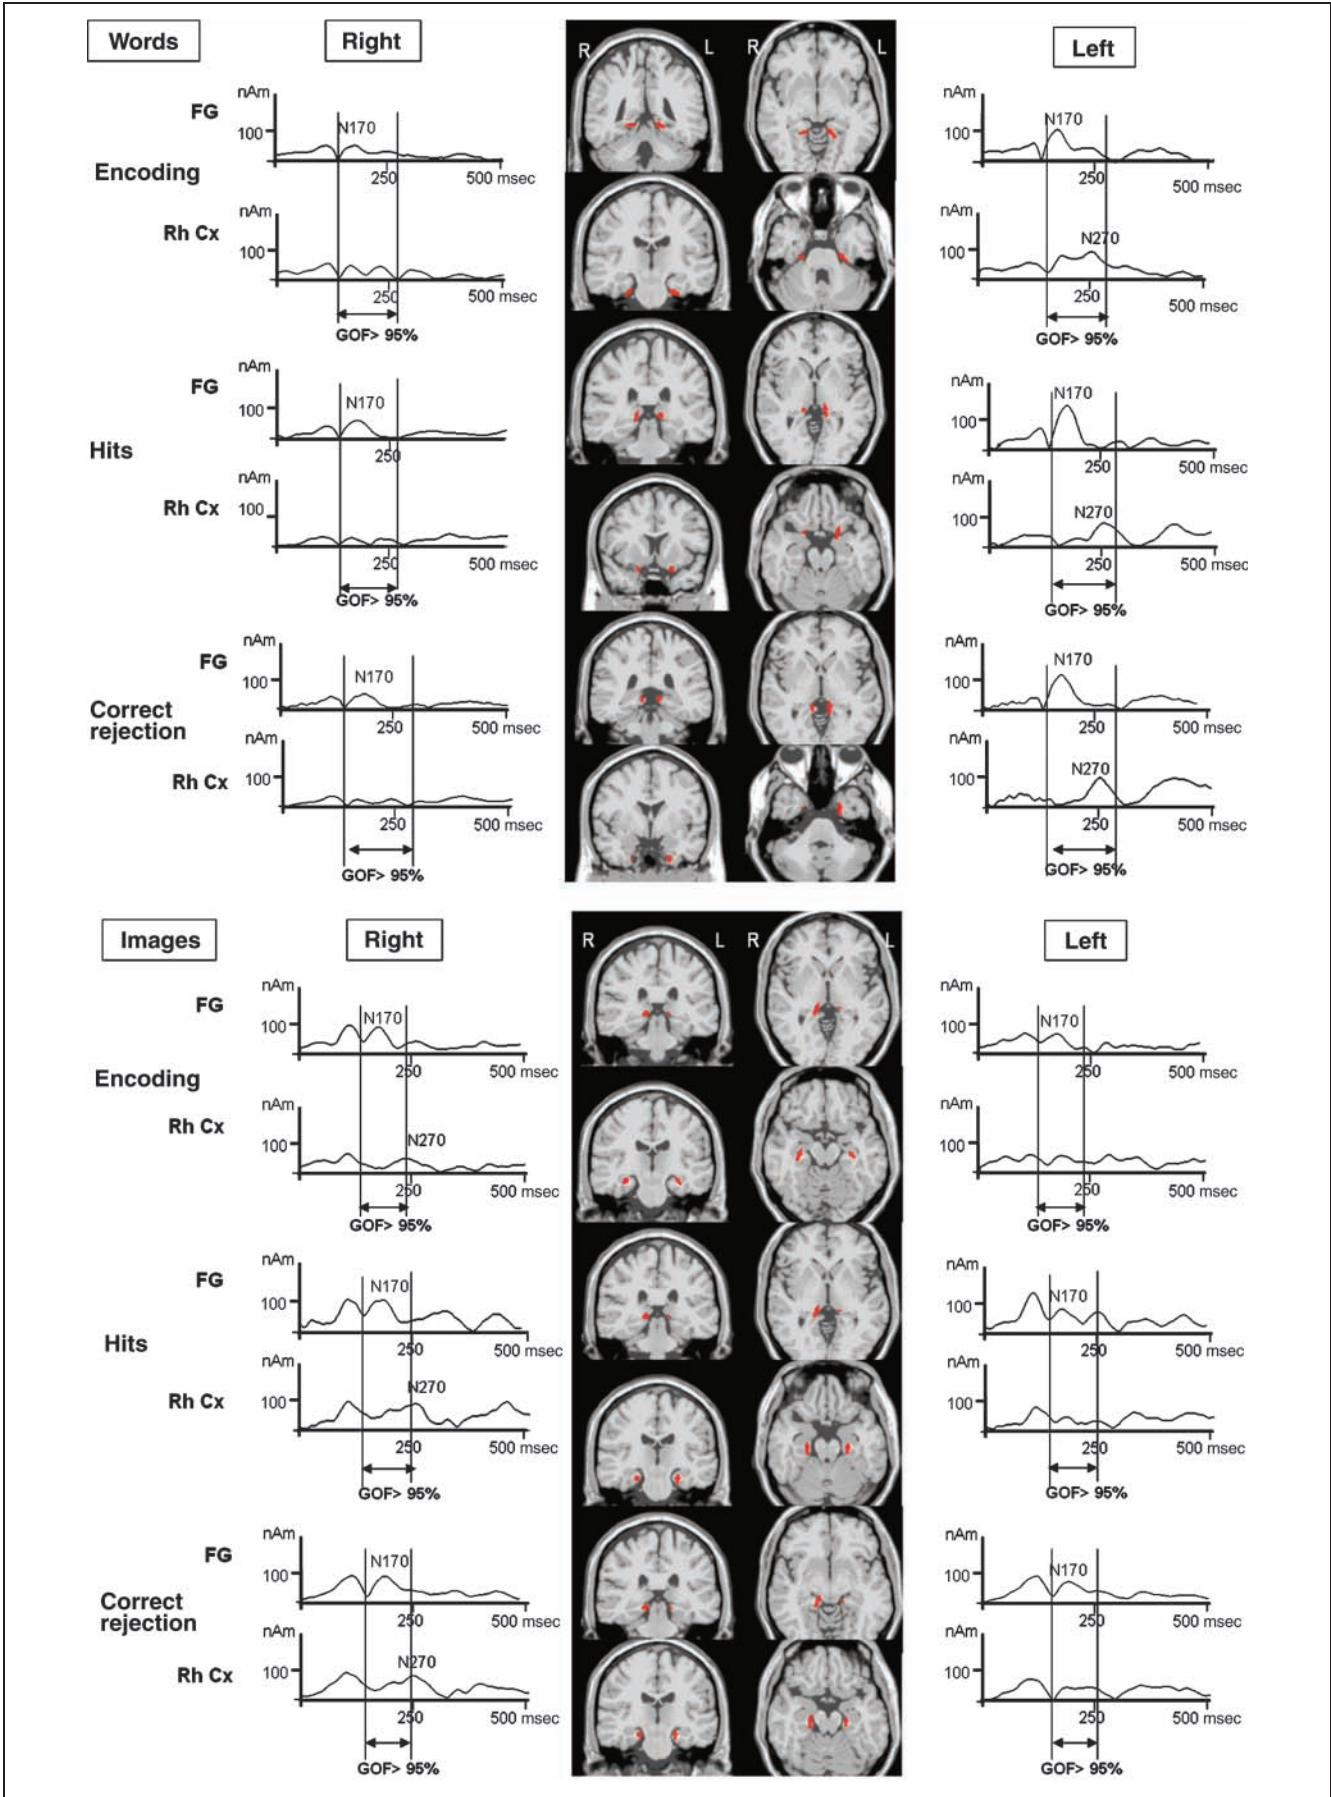 Words Right R L R L Left
nAm nAm
FG 100 N170 100 N170
250 500 msec 250 500 msec
Encoding
nAm nAm
Rh Cx 100 100 N270
250 500 msec 250 500 msec
GOF> 95% GOF> 95%
nAm nAm
FG 100 N170 100 N170
250 250 500 msec
Hits
nAm nAm
Rh Cx 100 100 N270
250 500 msec 250 500 msec
GOF> 95% GOF> 95%
nAm nAm
FG 100 N170 100 N170
250 500 msec 250 500 msec
Correct
rejection
nAm nAm
Rh Cx 100 100 N270
250 500 msec 250 500 msec
GOF> 95% GOF> 95%
Images Right R L R L Left
nAm nAm
FG 100 N170 100 N170
250 500 msec 250 500 msec
Encoding
nAm nAm
Rh Cx 100 N270 100
250 500 msec 250 500 msec
GOF> 95% GOF> 95%
nAm nAm
FG 100 N170 100 N170
250 500 msec 250 500 msec
Hits
nAm nAm
Rh Cx 100 N270 100
250 500 msec 250 500 msec
GOF> 95% GOF> 95%
nAm nAm
FG 100 N170 100 N170
250 500 msec 250 500 msec
Correct
rejection
nAm nAm
Rh Cx 100 N270 100
250 500 msec 250 500 msec
GOF> 95% GOF> 95%